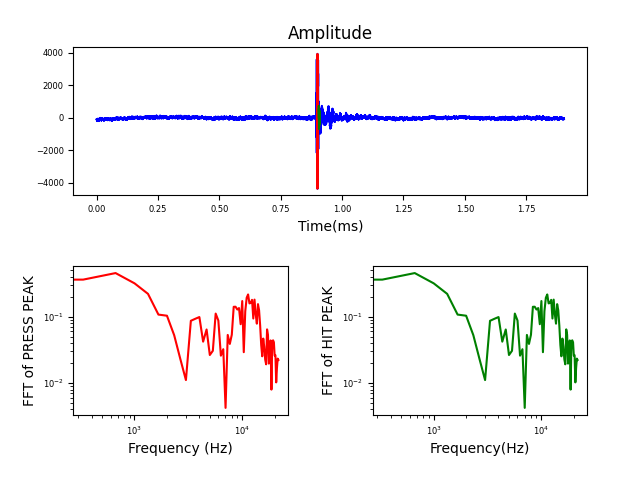 Amplitude
4000
2000
0
−2000
−4000
0.00 0.25 0.50 0.75 1.00 1.25 1.50 1.75
Time(ms)
FFT of PRESS PEAK
10⁻¹
10⁻²
10³ 10⁴
Frequency (Hz)
FFT of HIT PEAK
10⁻¹
10⁻²
10³ 10⁴
Frequency(Hz)